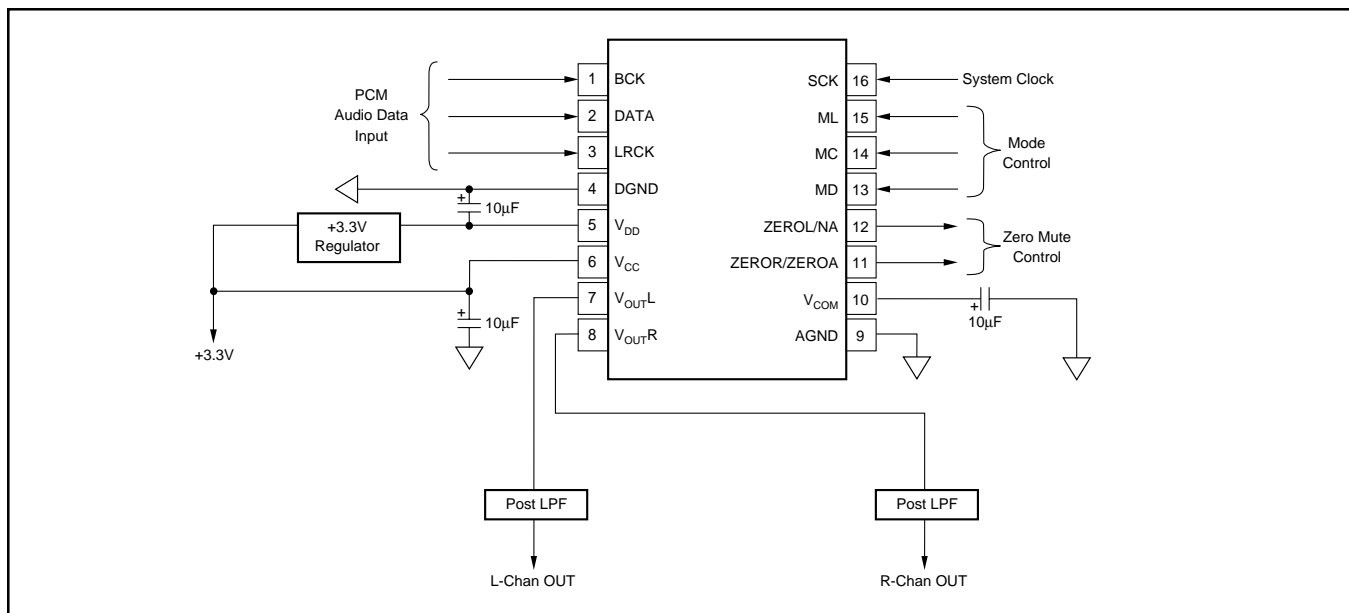 PCM
Audio Data
Input
1 BCK
2 DATA
3 LRCK
4 DGND
5 VDD
6 VCC
7 VOUTL
8 VOUTR
+ 10μF
+3.3V
Regulator
+ 10μF
+3.3V
SCK 16
ML 15
MC 14
MD 13
ZEROL/NA 12
ZEROR/ZEROA 11
VCOM 10
AGND 9
System Clock
Mode
Control
Zero Mute
Control
+
10μF
Post LPF
Post LPF
L-Chan OUT
R-Chan OUT